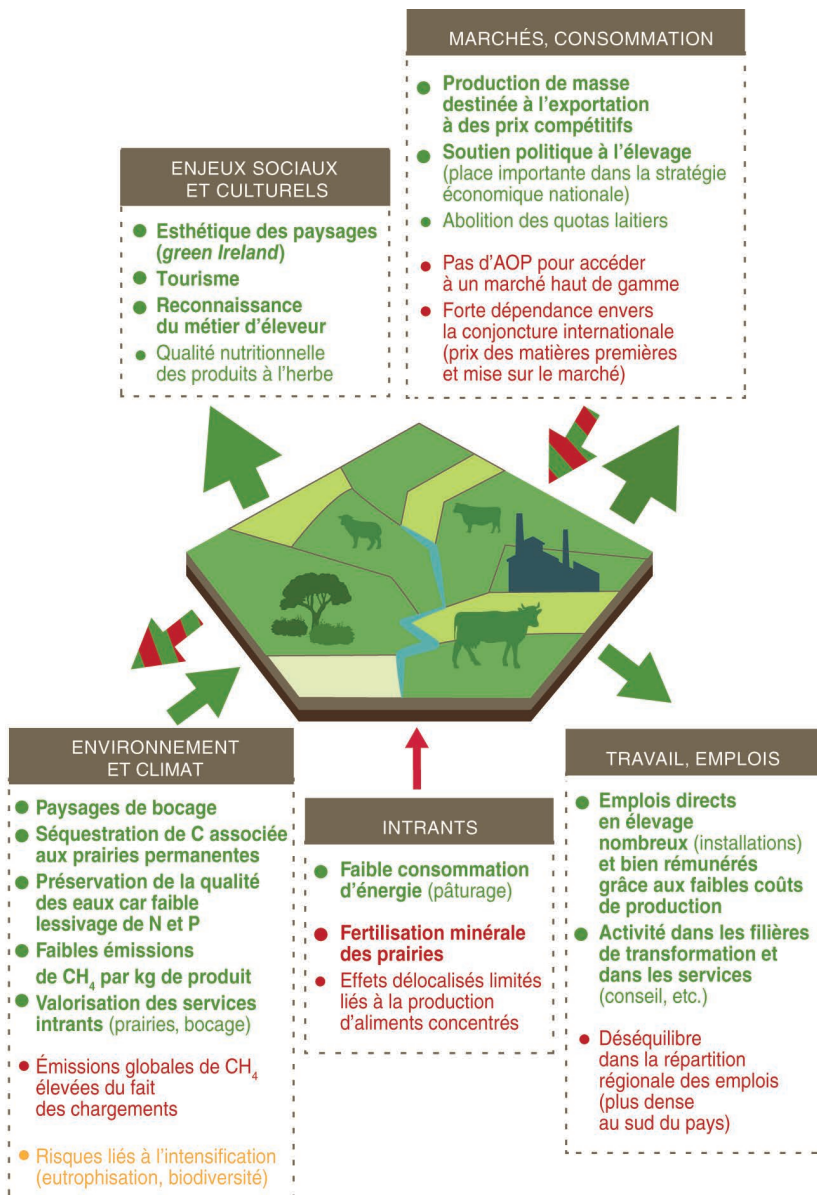 MARCHÉS, CONSOMMATION
● Production de masse
destinée à l'exportation
à des prix compétitifs
● Soutien politique à l'élevage
(place importante dans la stratégie
économique nationale)
● Abolition des quotas laitiers
● Pas d'AOP pour accéder
à un marché haut de gamme
● Forte dépendance envers
la conjoncture internationale
(prix des matières premières
et mise sur le marché)
ENJEUX SOCIAUX
ET CULTURELS
● Esthétique des paysages
(green Ireland)
● Tourisme
● Reconnaissance
du métier d'éleveur
● Qualité nutritionnelle
des produits à l'herbe
ENVIRONNEMENT
ET CLIMAT
● Paysages de bocage
● Séquestration de C associée
aux prairies permanentes
● Préservation de la qualité
des eaux car faible
lessivage de N et P
● Faibles émissions
de CH₄ par kg de produit
● Valorisation des services
intrants (prairies, bocage)
● Émissions globales de CH₄
élevées du fait
des chargements
● Risques liés à l'intensification
(eutrophisation, biodiversité)
INTRANTS
● Faible consommation
d'énergie (pâturage)
● Fertilisation minérale
des prairies
● Effets délocalisés limités
liés à la production
d'aliments concentrés
TRAVAIL, EMPLOIS
● Emplois directs
en élevage
nombreux (installations)
et bien rémunérés
grâce aux faibles coûts
de production
● Activité dans les filières
de transformation et
dans les services
(conseil, etc.)
● Déséquilibre
dans la répartition
régionale des emplois
(plus dense
au sud du pays)